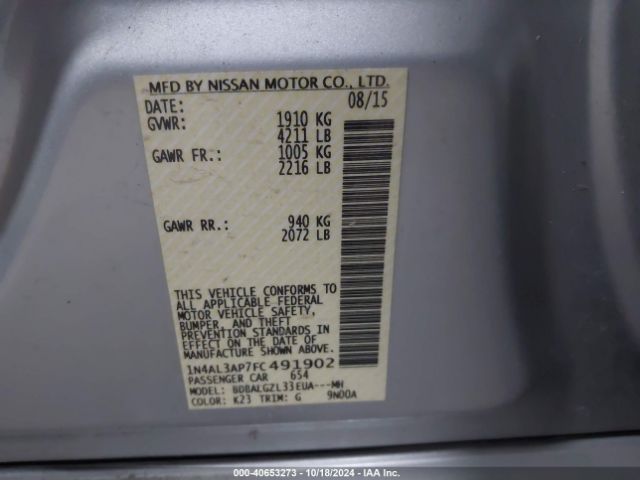 MFD BY NISSAN MOTOR CO., LTD.
DATE: 08/15
GVWR: 1910 KG
4211 LB
GAWR FR.: 1005 KG
2216 LB
GAWR RR.: 940 KG
2072 LB
THIS VEHICLE CONFORMS TO
ALL APPLICABLE FEDERAL
MOTOR VEHICLE SAFETY,
BUMPER, AND THEFT
PREVENTION STANDARDS IN
EFFECT ON THE DATE OF
MANUFACTURE SHOWN ABOVE.
1N4AL3AP7FC491902
PASSENGER CAR 654
MODEL: BDBALGZL33EUA---MH
COLOR: K23 TRIM: G 9N00A
000-40653273 - 10/18/2024 - IAA Inc.